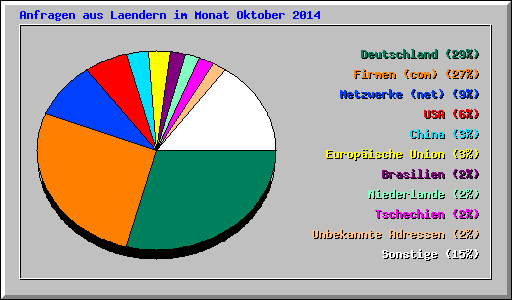 Anfragen aus Laendern im Monat Oktober 2014
Deutschland (29%)
Firmen (com) (27%)
Netzwerke (net) (9%)
USA (6%)
China (3%)
Europäische Union (3%)
Brasilien (2%)
Niederlande (2%)
Tschechien (2%)
Unbekannte Adressen (2%)
Sonstige (15%)